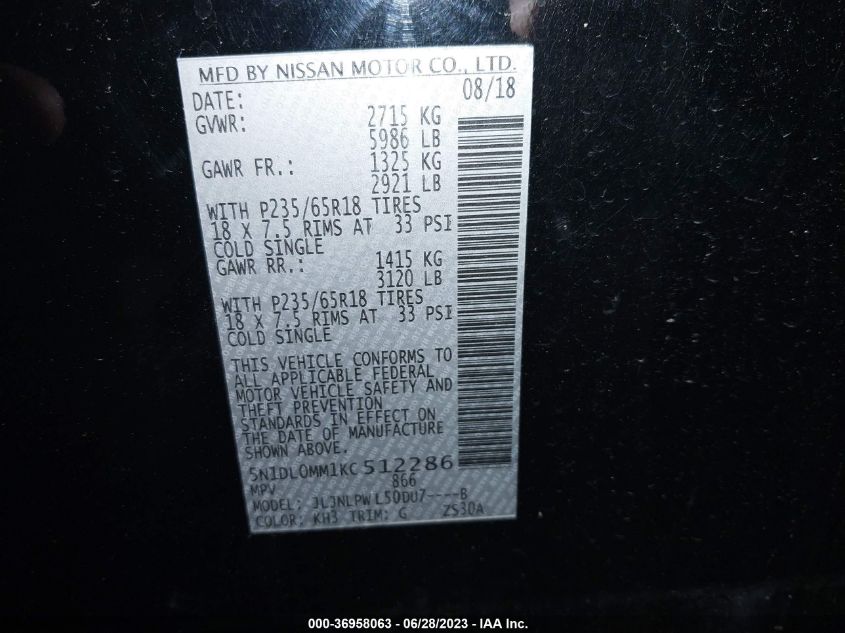 MFD BY NISSAN MOTOR CO., LTD.
DATE: 08/18
GVWR: 2715 KG
5986 LB
GAWR FR.: 1325 KG
2921 LB
WITH P235/65R18 TIRES
18 X 7.5 RIMS AT 33 PSI
COLD SINGLE
GAWR RR.: 1415 KG
3120 LB
WITH P235/65R18 TIRES
18 X 7.5 RIMS AT 33 PSI
COLD SINGLE
THIS VEHICLE CONFORMS TO
ALL APPLICABLE FEDERAL
MOTOR VEHICLE SAFETY AND
THEFT PREVENTION
STANDARDS IN EFFECT ON
THE DATE OF MANUFACTURE
SHOWN ABOVE.
5N1DL0MM1KC512286
MPV 866
MODEL: JL3NLPW L50DU7----B
COLOR: KH3 TRIM: G ZS30A
000-36958063 - 06/28/2023 - IAA Inc.